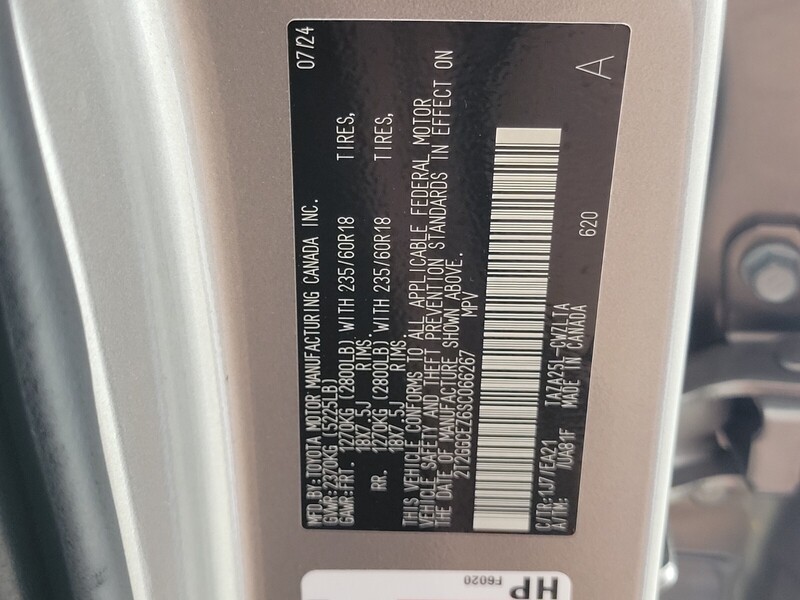 MFD.BY:TOYOTA MOTOR MANUFACTURING CANADA INC. 07/24
GVWR:2370KG (5225LB)
GAWR:FRT. 1270KG (2800LB) WITH 235/60R18 TIRES,
18X7.5J RIMS.
RR. 1270KG (2800LB) WITH 235/60R18 TIRES,
18X7.5J RIMS.
THIS VEHICLE CONFORMS TO ALL APPLICABLE FEDERAL MOTOR
VEHICLE SAFETY AND THEFT PREVENTION STANDARDS IN EFFECT ON
THE DATE OF MANUFACTURE SHOWN ABOVE.
2T2GGCEZ6SC066267 MPV
C/TR:1J7/EA21 TAZA25L-CWZLTA 620 A
A/TM: /UA81F MADE IN CANADA
F6020
HP